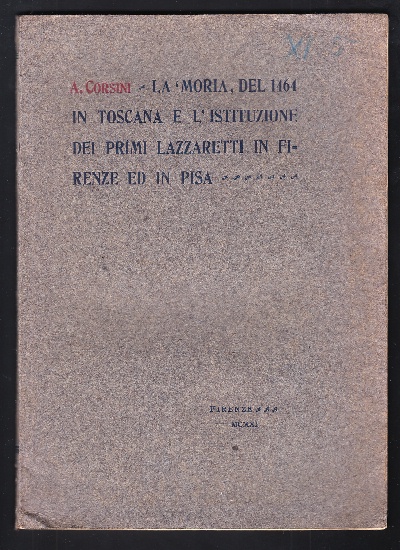 A. CORSINI - LA 'MORIA, DEL 1464
IN TOSCANA E L'ISTITUZIONE
DEI PRIMI LAZZARETTI IN FI-
RENZE ED IN PISA
FIRENZE
MCMXI